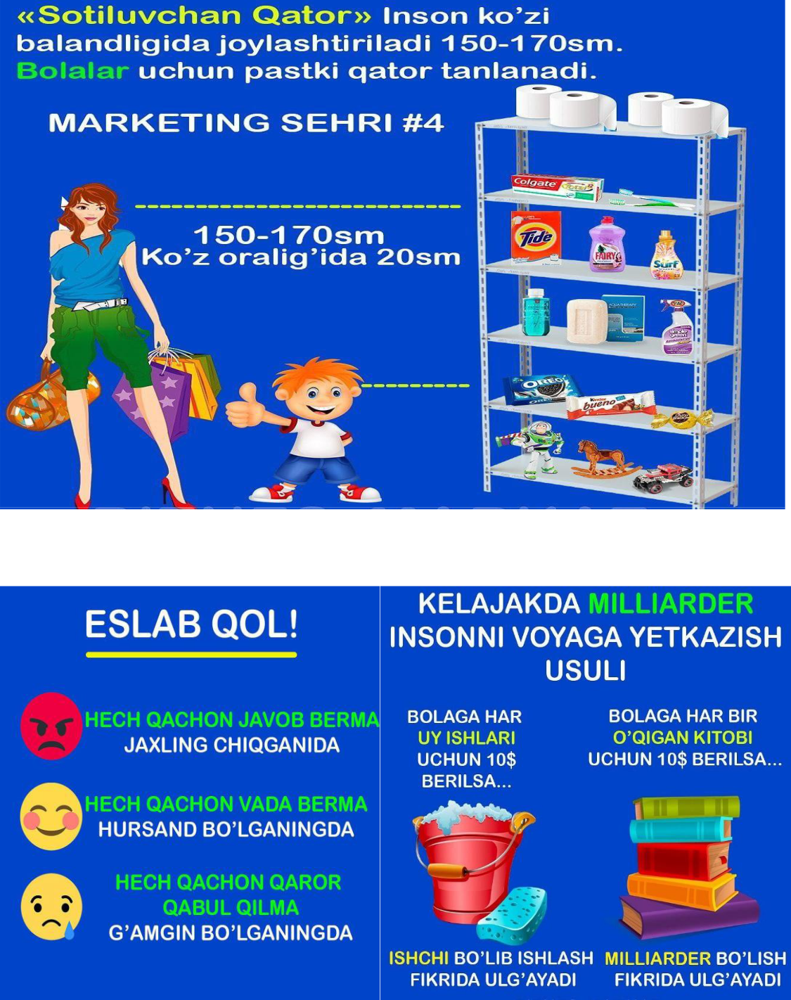 «Sotiluvchan Qator» Inson ko’zi
balandligida joylashtiriladi 150-170sm.
Bolalar uchun pastki qator tanlanadi.
MARKETING SEHRI #4
150-170sm
Ko’z oralig’ida 20sm
Colgate
Total
Tide
FAIRY
Surf
simple
green
OREO
OREO
Kinder
bueno
ESLAB QOL!
HECH QACHON JAVOB BERMA
JAXLING CHIQGANIDA
HECH QACHON VADA BERMA
HURSAND BO’LGANINGDA
HECH QACHON QAROR
QABUL QILMA
G’AMGIN BO’LGANINGDA
KELAJAKDA MILLIARDER
INSONNI VOYAGA YETKAZISH
USULI
BOLAGA HAR
UY ISHLARI
UCHUN 10$
BERILSA...
BOLAGA HAR BIR
O’QIGAN KITOBI
UCHUN 10$ BERILSA...
ISHCHI BO’LIB ISHLASH
FIKRIDA ULG’AYADI
MILLIARDER BO’LISH
FIKRIDA ULG’AYADI